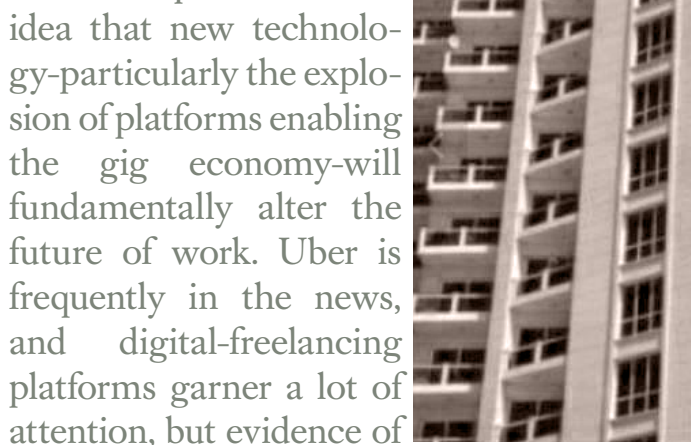 idea that new technolo-
gy-particularly the explo-
sion of platforms enabling
the gig economy-will
fundamentally alter the
future of work. Uber is
frequently in the news,
and digital-freelancing
platforms garner a lot of
attention, but evidence of